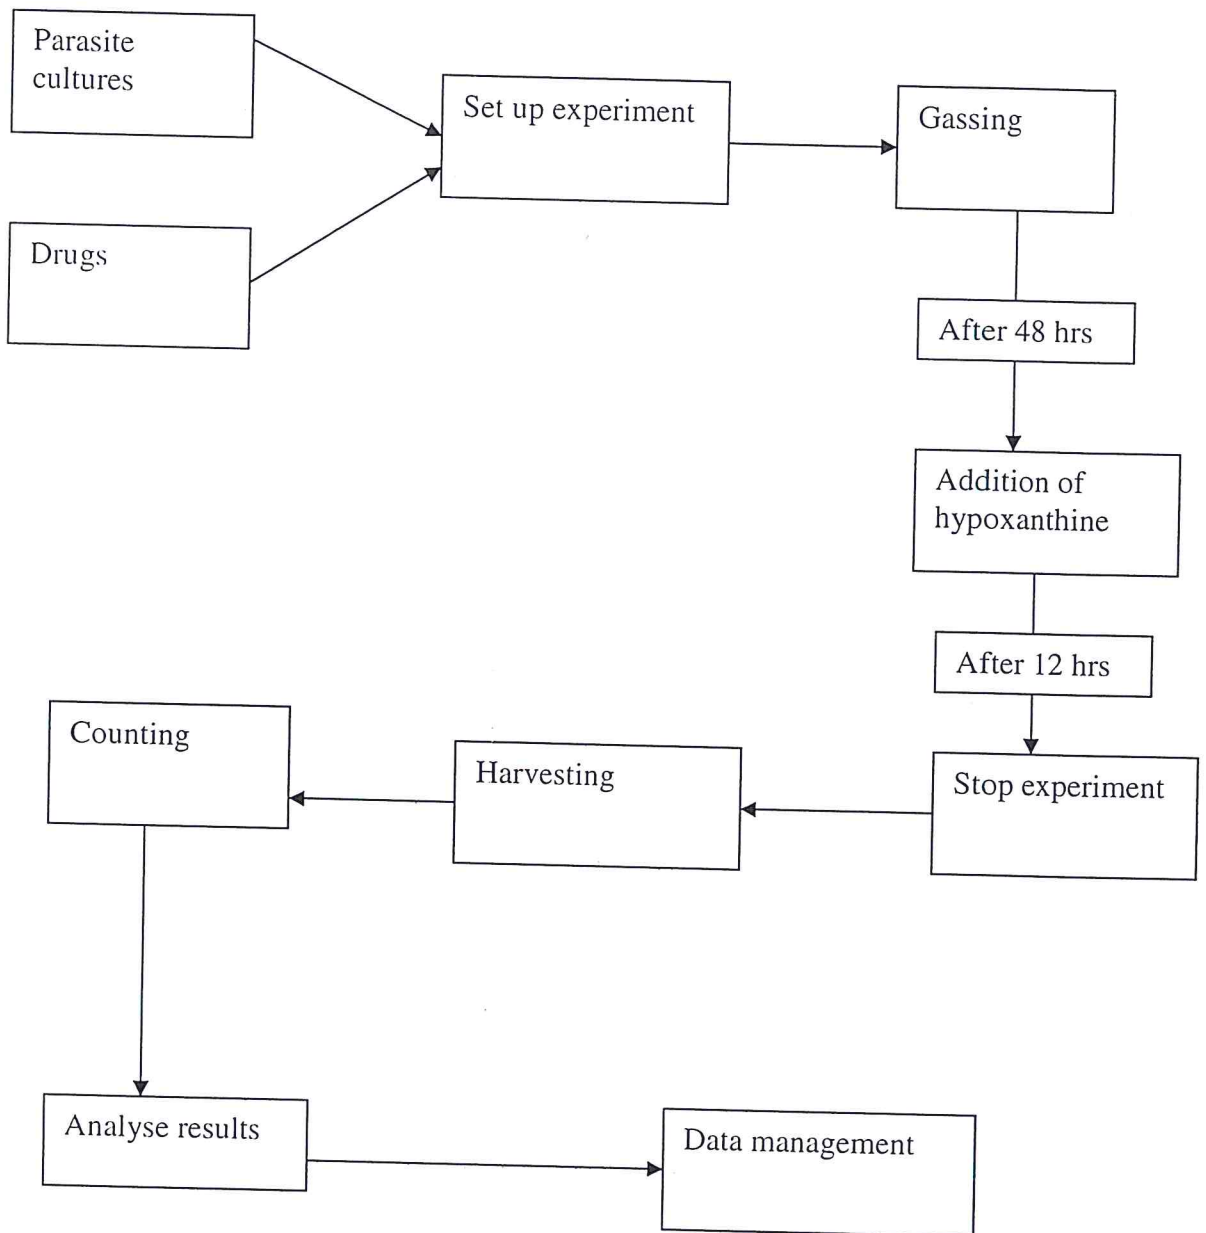 Parasite
cultures
Drugs
Set up experiment
Gassing
After 48 hrs
Addition of
hypoxanthine
After 12 hrs
Stop experiment
Harvesting
Counting
Analyse results
Data management